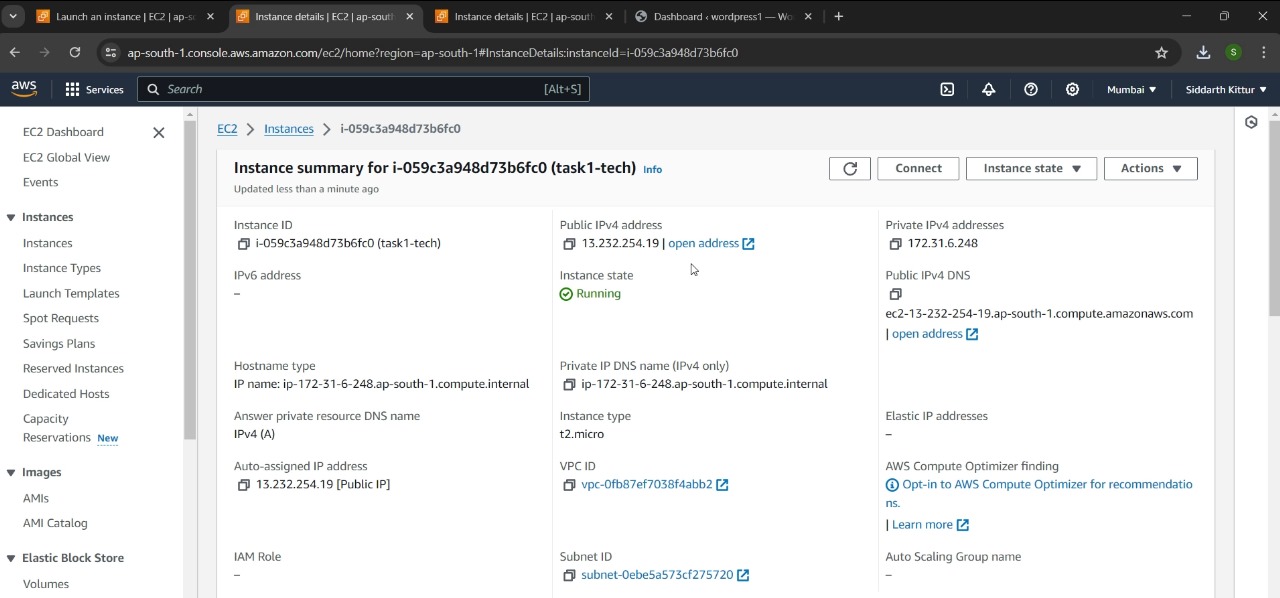 Launch an instance | EC2 | ap-s
Instance details | EC2 | ap-south
Instance details | EC2 | ap-south
Dashboard ‹ wordpress1 — Wo
ap-south-1.console.aws.amazon.com/ec2/home?region=ap-south-1#InstanceDetails:instanceId=i-059c3a948d73b6fc0
S
aws
Services
Search
[Alt+S]
Mumbai
Siddarth Kittur
EC2 Dashboard
EC2 Global View
Events
Instances
Instances
Instance Types
Launch Templates
Spot Requests
Savings Plans
Reserved Instances
Dedicated Hosts
Capacity
Reservations New
Images
AMIs
AMI Catalog
Elastic Block Store
Volumes
EC2 > Instances > i-059c3a948d73b6fc0
Instance summary for i-059c3a948d73b6fc0 (task1-tech) Info
Updated less than a minute ago
Connect
Instance state
Actions
Instance ID
i-059c3a948d73b6fc0 (task1-tech)
Public IPv4 address
13.232.254.19 | open address
Private IPv4 addresses
172.31.6.248
IPv6 address
–
Instance state
Running
Public IPv4 DNS
ec2-13-232-254-19.ap-south-1.compute.amazonaws.com
| open address
Hostname type
IP name: ip-172-31-6-248.ap-south-1.compute.internal
Private IP DNS name (IPv4 only)
ip-172-31-6-248.ap-south-1.compute.internal
Answer private resource DNS name
IPv4 (A)
Instance type
t2.micro
Elastic IP addresses
–
Auto-assigned IP address
13.232.254.19 [Public IP]
VPC ID
vpc-0fb87ef7038f4abb2
AWS Compute Optimizer finding
Opt-in to AWS Compute Optimizer for recommendatio
ns.
| Learn more
IAM Role
–
Subnet ID
subnet-0ebe5a573cf275720
Auto Scaling Group name
–